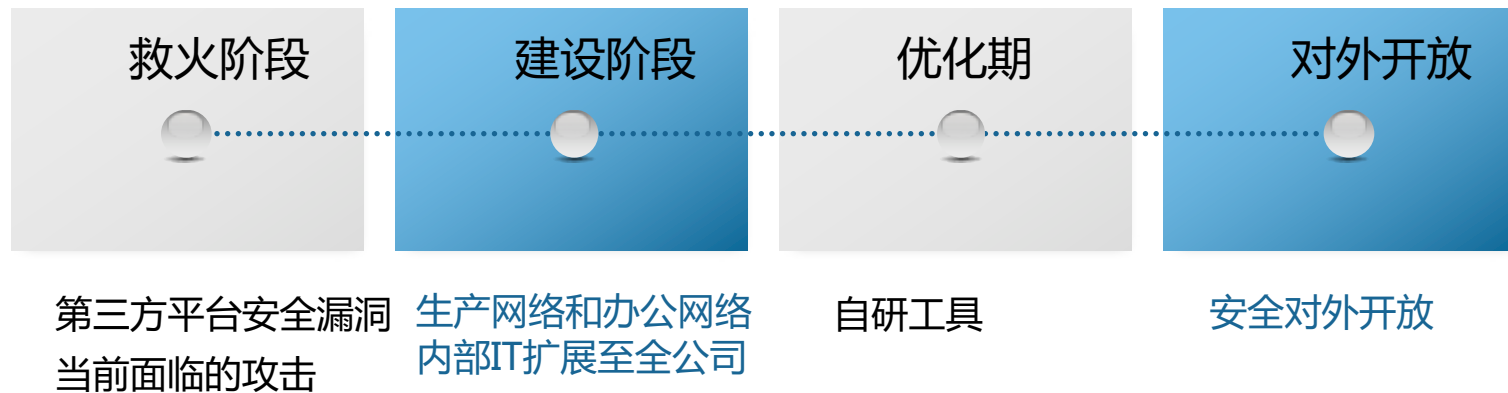 救火阶段
建设阶段
优化期
对外开放
第三方平台安全漏洞
当前面临的攻击
生产网络和办公网络
内部IT扩展至全公司
自研工具
安全对外开放